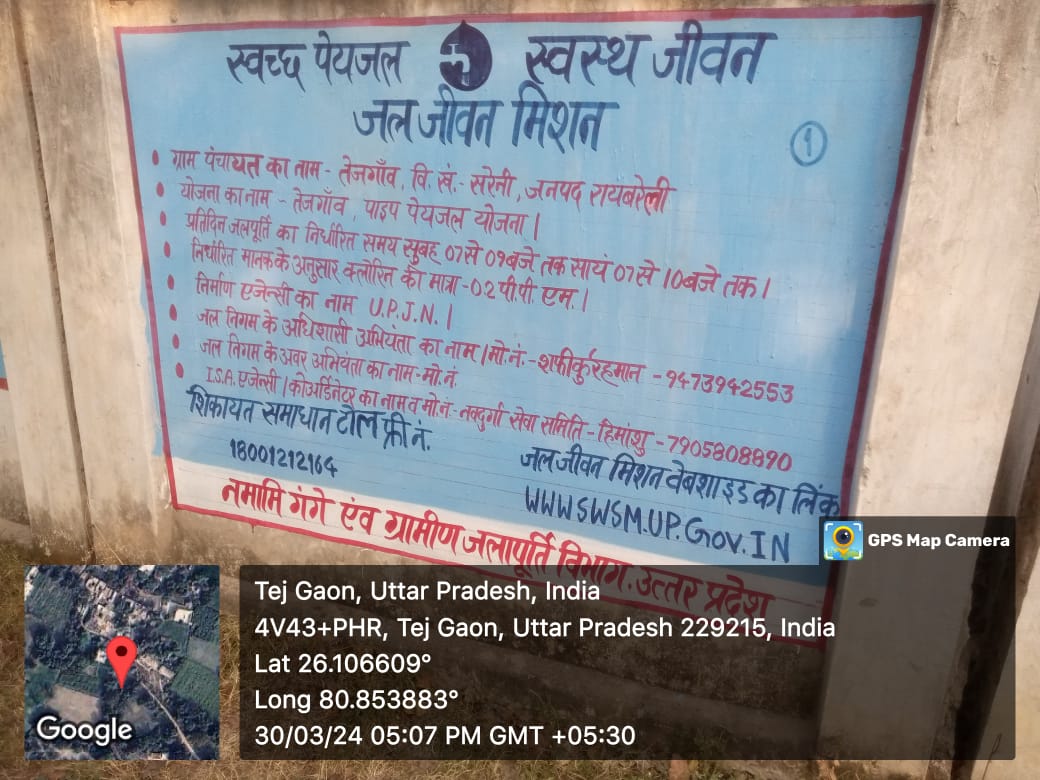 स्वच्छ पेयजल स्वस्थ जीवन
जल जीवन मिशन
१
• ग्राम पंचायत का नाम - तेजगाँव, वि. खं.- सरेनी, जनपद रायबरेली
• योजना का नाम - तेजगाँव, पाइप पेयजल योजना।
• प्रतिदिन जलपूर्ति का निर्धारित समय सुबह 07 से 09 बजे तक सायं 07 से 10 बजे तक।
• निर्धारित मानक के अनुसार क्लोरिन की मात्रा - 0.2 पी.पी. एम.।
• निर्माण एजेन्सी का नाम U.P.J.N.|
• जल निगम के अधिशासी अभियंता का नाम/मो.नं.- शफीकुर्रहमान - 9473942553
• जल निगम के अवर अभियंता का नाम - मो.नं.
• I.S.A. एजेन्सी/कोअर्डिनेटर का नाम व मो.नं- नवदुर्गा सेवा समिति - हिमांशु - 7905808890
शिकायत समाधान टोल फ्री नं.
18001212164
जल जीवन मिशन वेबशाइड का लिंक
WWWSWSM.UP.GOV.IN
नमामि गंगे एंव ग्रामीण जलापूर्ति विभाग. उत्तर प्रदेश
GPS Map Camera
Google
Tej Gaon, Uttar Pradesh, India
4V43+PHR, Tej Gaon, Uttar Pradesh 229215, India
Lat 26.106609°
Long 80.853883°
30/03/24 05:07 PM GMT +05:30